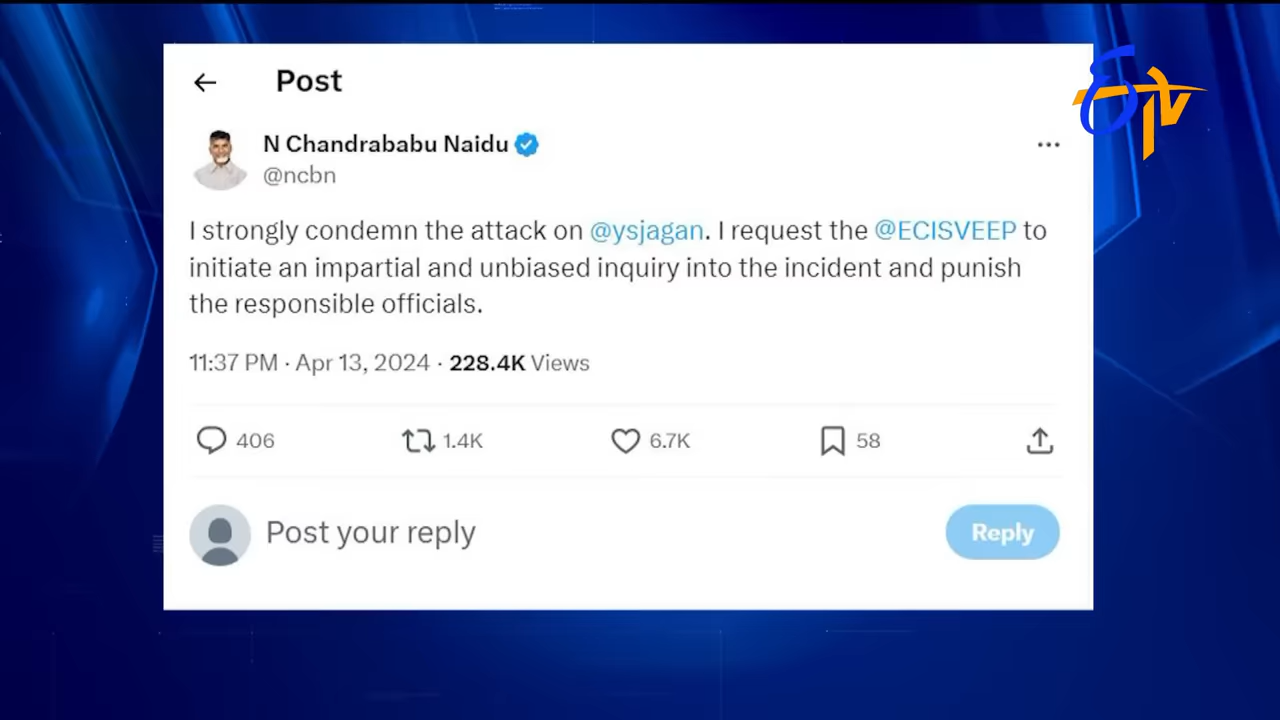 Post
N Chandrababu Naidu
@ncbn
I strongly condemn the attack on @ysjagan. I request the @ECISVEEP to
initiate an impartial and unbiased inquiry into the incident and punish
the responsible officials.
11:37 PM · Apr 13, 2024 · 228.4K Views
406 1.4K 6.7K 58
Post your reply
Reply
ETV